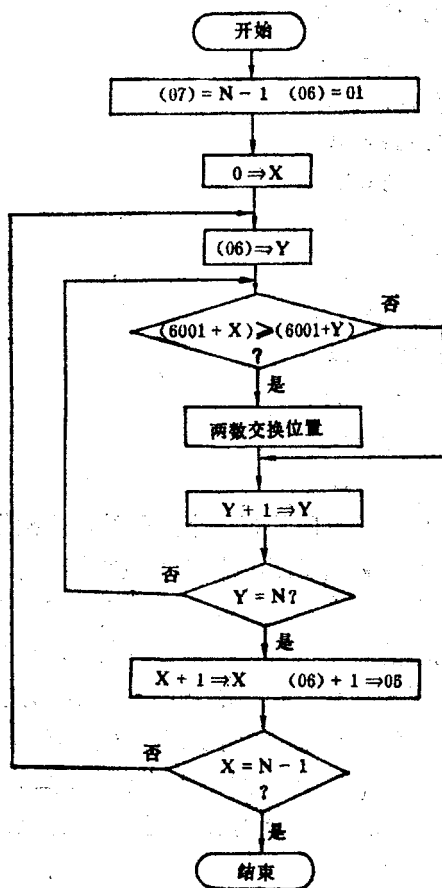 开始
(07)=N-1 (06)=01
0⇒X
(06)⇒Y
否
(6001+X)≥(6001+Y)
?
是
两数交换位置
Y+1⇒Y
否
Y=N?
是
X+1⇒X (06)+1⇒06
否
X=N-1
?
是
结束